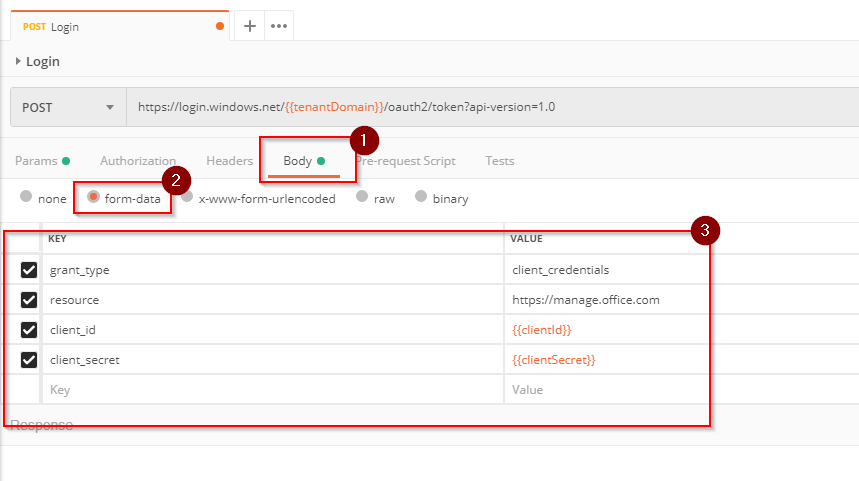 POST Login
Login
POST https://login.windows.net/{{tenantDomain}}/oauth2/token?api-version=1.0
1
Params Authorization Headers Body Pre-request Script Tests
2
none form-data x-www-form-urlencoded raw binary
3
KEY VALUE
grant_type client_credentials
resource https://manage.office.com
client_id {{clientId}}
client_secret {{clientSecret}}
Key Value
Response